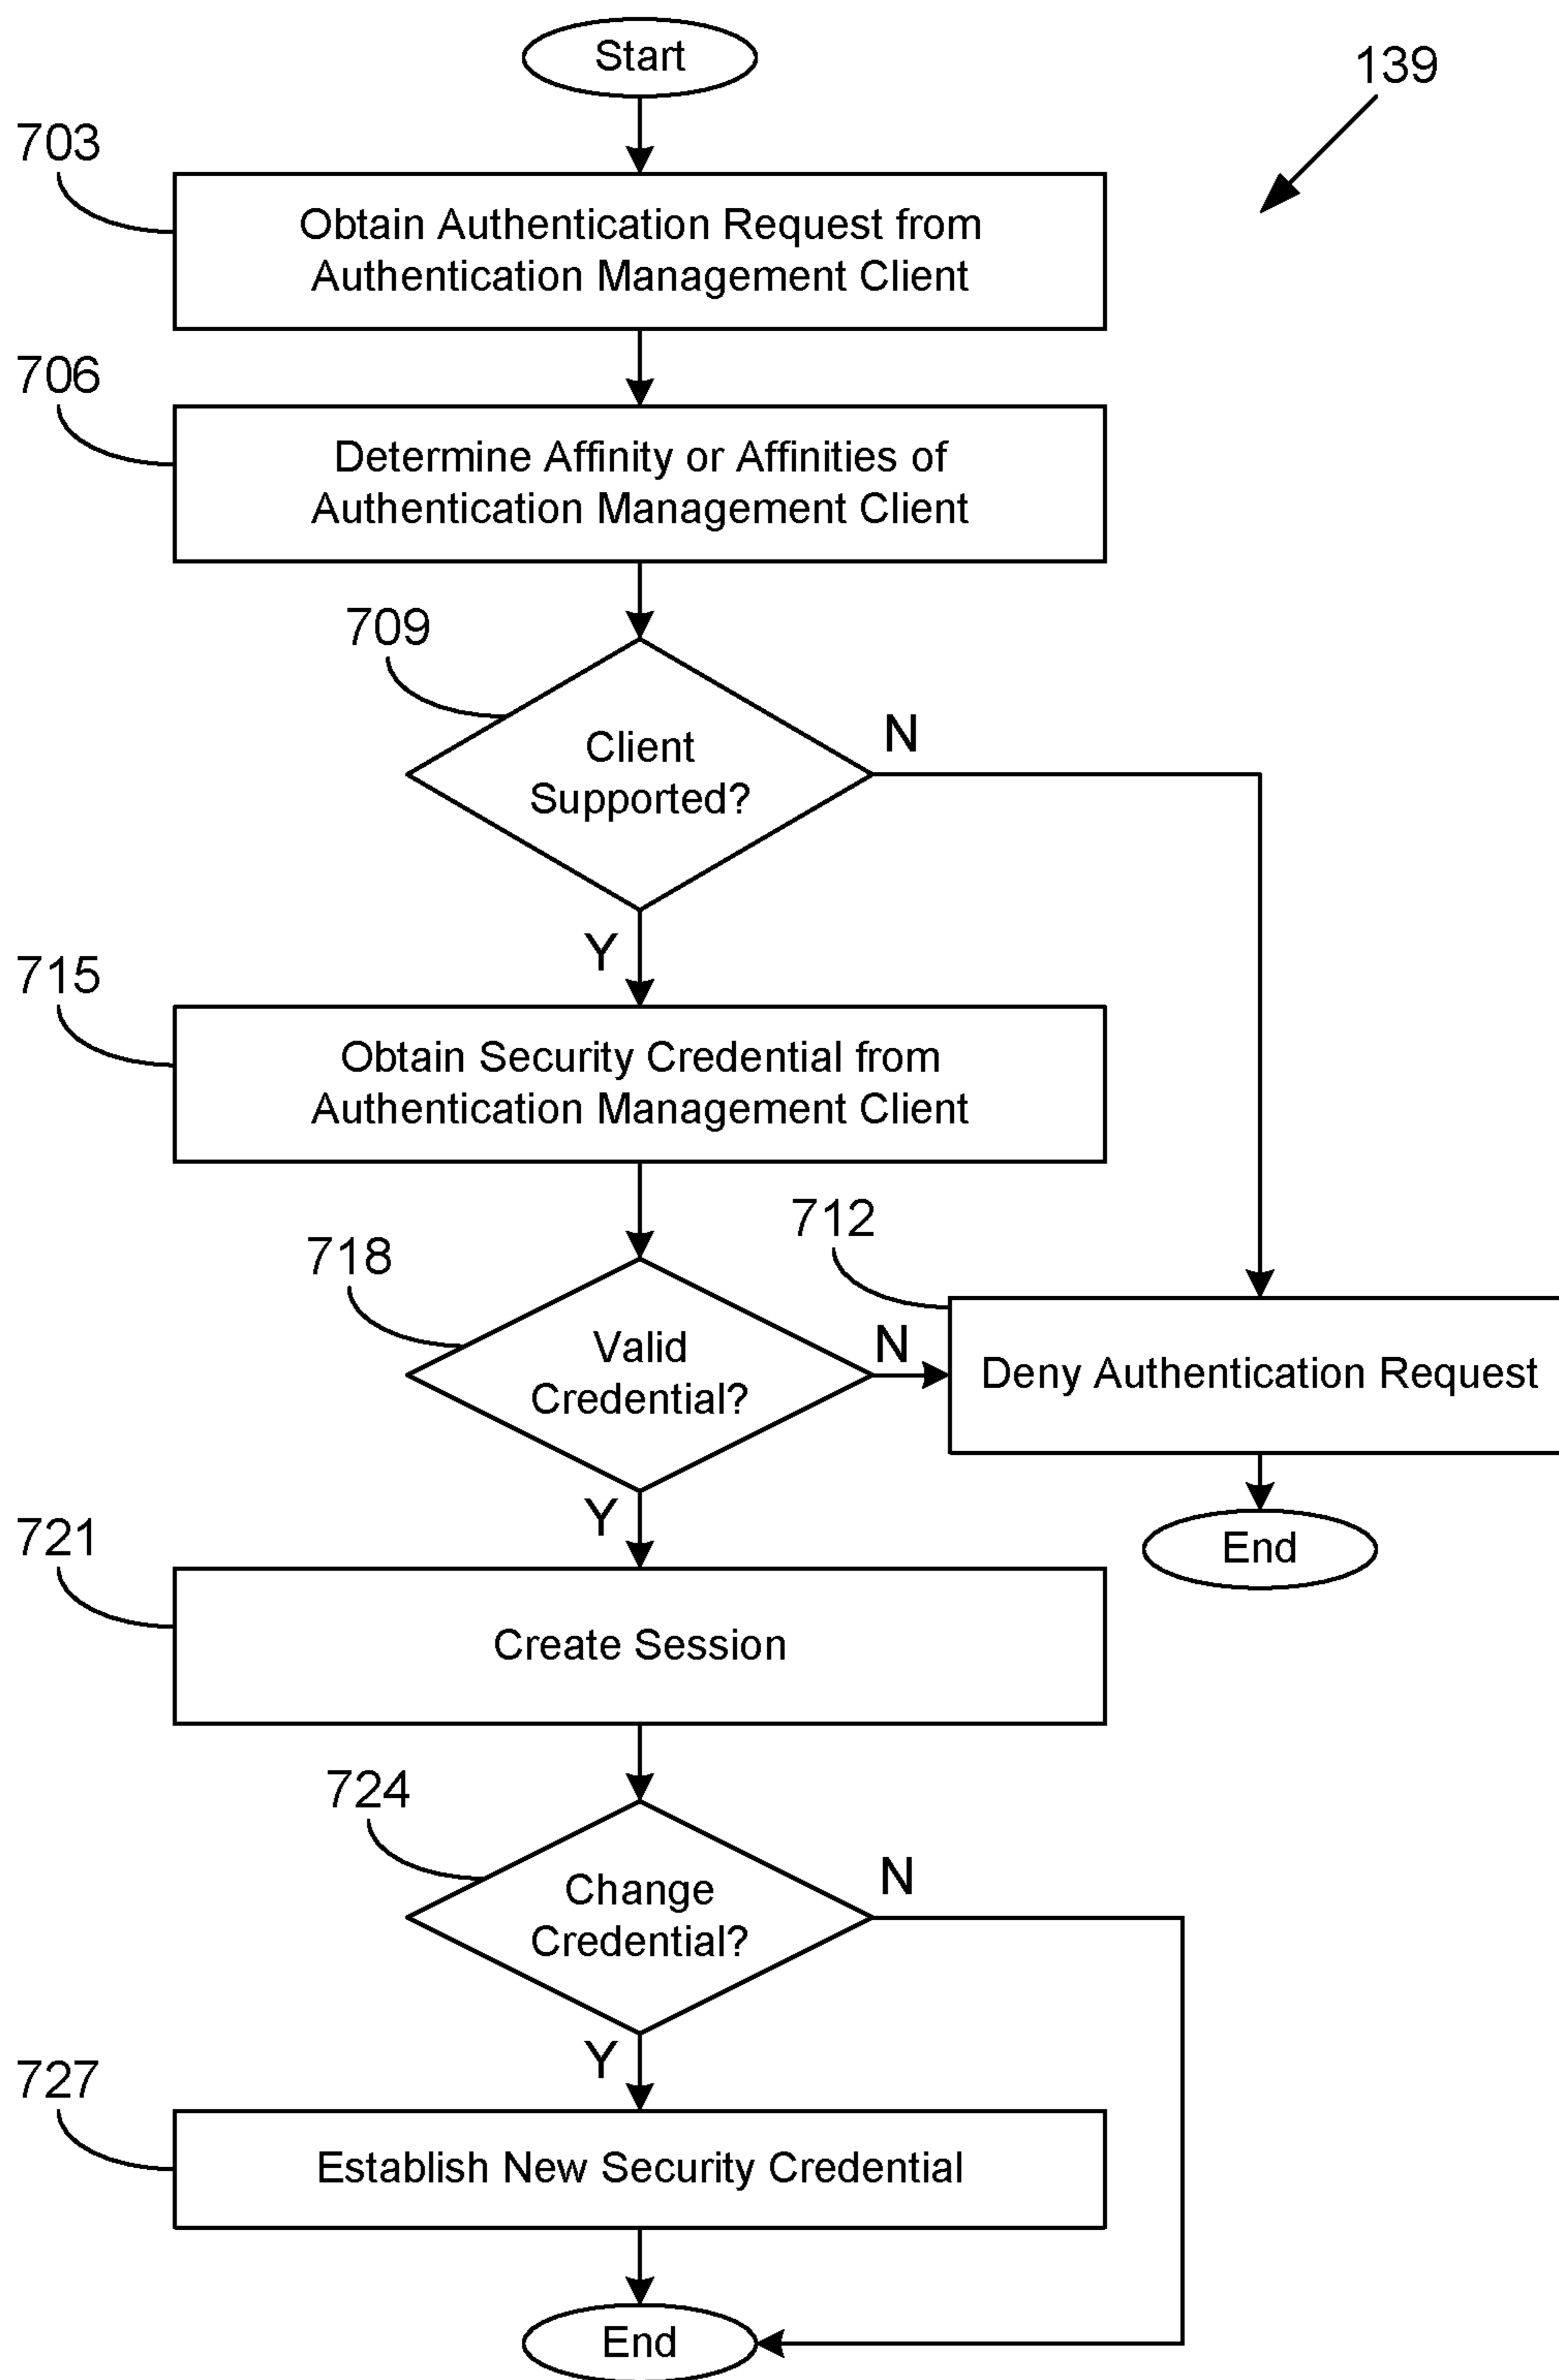 Start
139
703
Obtain Authentication Request from
Authentication Management Client
706
Determine Affinity or Affinities of
Authentication Management Client
709
Client
Supported?
N
Y
715
Obtain Security Credential from
Authentication Management Client
712
718
Valid
Credential?
N
Deny Authentication Request
Y
End
721
Create Session
724
Change
Credential?
N
Y
727
Establish New Security Credential
End